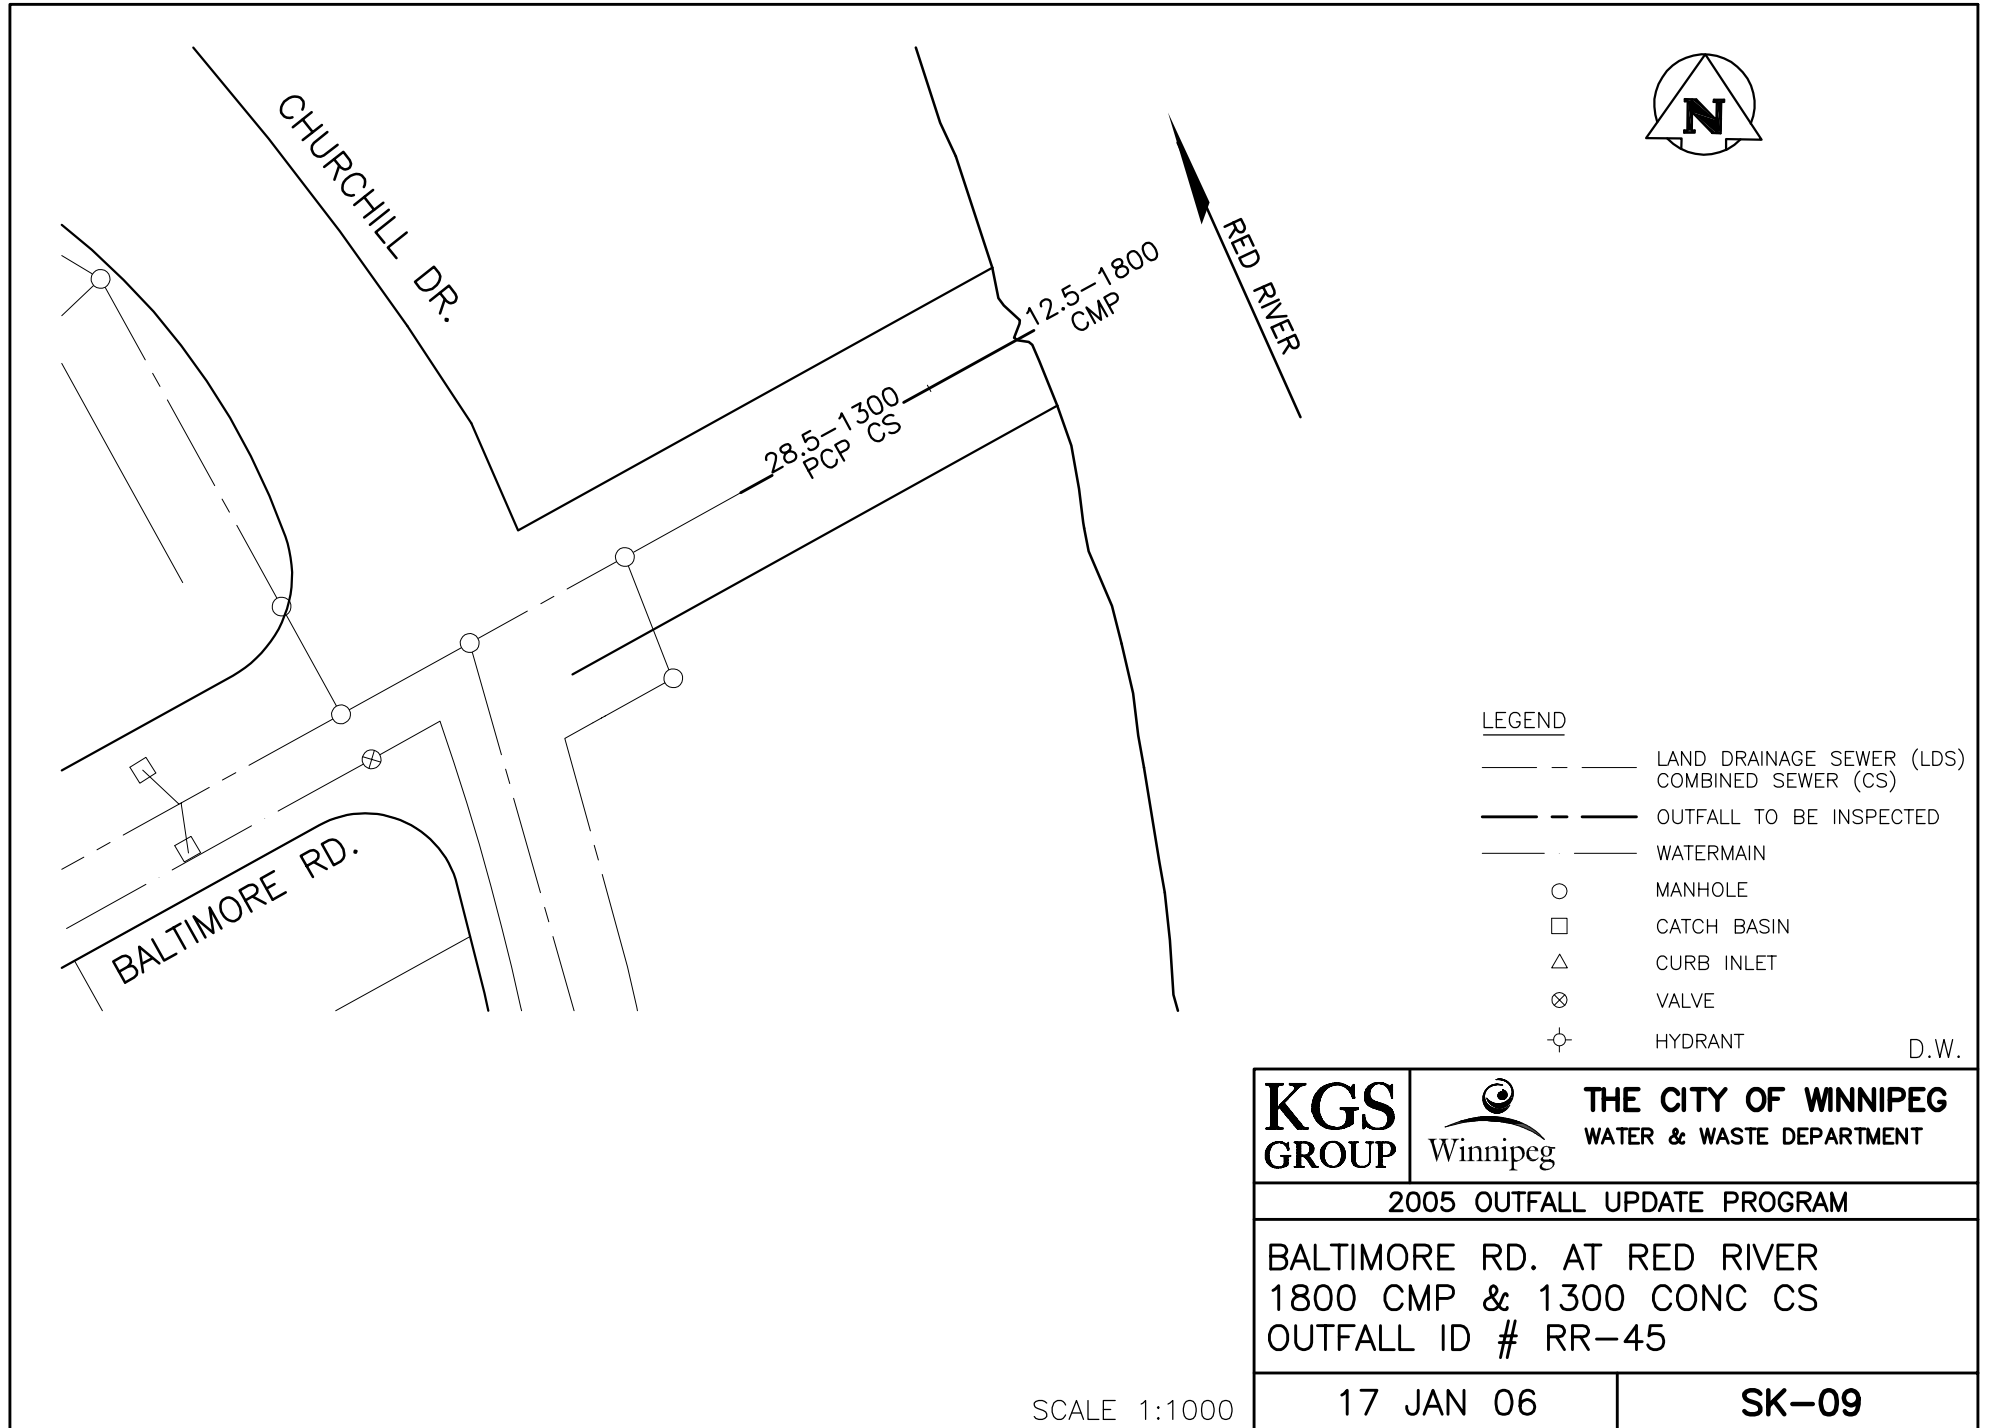 CHURCHILL DR.
N
RED RIVER
12.5-1800
CMP
28.5-1300
PCP CS
BALTIMORE RD.
LEGEND
LAND DRAINAGE SEWER (LDS)
COMBINED SEWER (CS)
OUTFALL TO BE INSPECTED
WATERMAIN
MANHOLE
CATCH BASIN
CURB INLET
VALVE
HYDRANT
D.W.
KGS
GROUP
Winnipeg
THE CITY OF WINNIPEG
WATER & WASTE DEPARTMENT
2005 OUTFALL UPDATE PROGRAM
BALTIMORE RD. AT RED RIVER
1800 CMP & 1300 CONC CS
OUTFALL ID # RR-45
SCALE 1:1000
17 JAN 06
SK-09